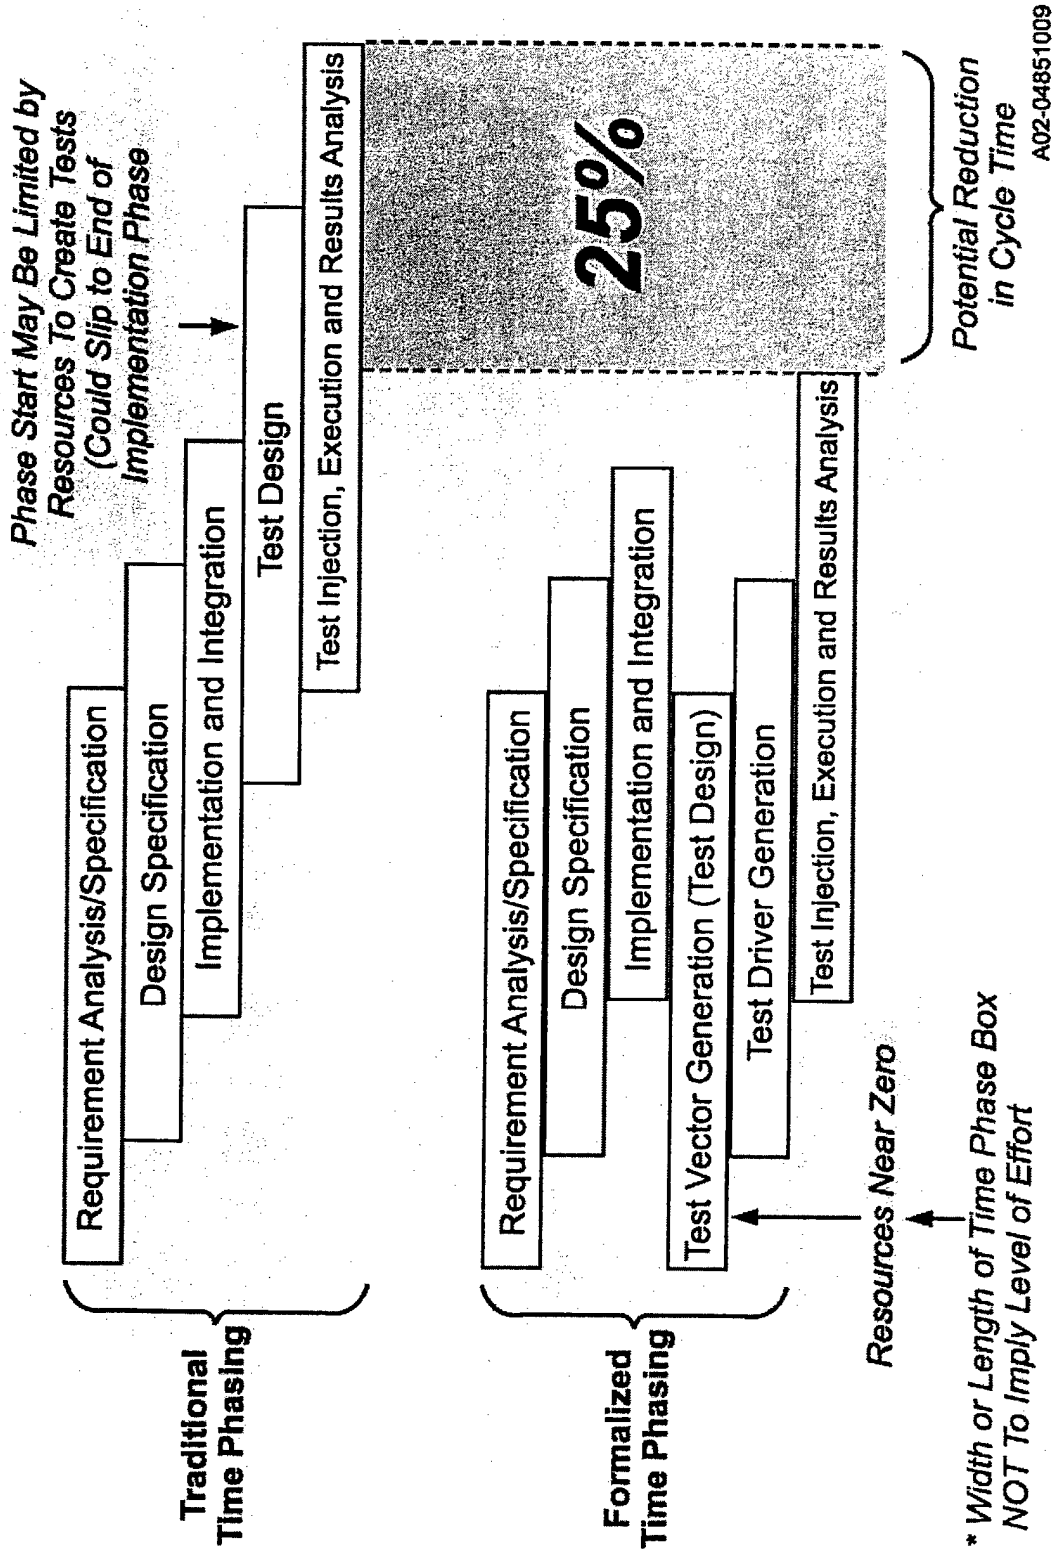 Phase Start May Be Limited by
Resources To Create Tests
(Could Slip to End of
Implementation Phase
Traditional
Time Phasing
Requirement Analysis/Specification
Design Specification
Implementation and Integration
Test Design
Test Injection, Execution and Results Analysis
25%
Formalized
Time Phasing
Requirement Analysis/Specification
Design Specification
Implementation and Integration
Test Vector Generation (Test Design)
Test Driver Generation
Test Injection, Execution and Results Analysis
Resources Near Zero
Potential Reduction
in Cycle Time
* Width or Length of Time Phase Box
NOT To Imply Level of Effort
A02-04851009